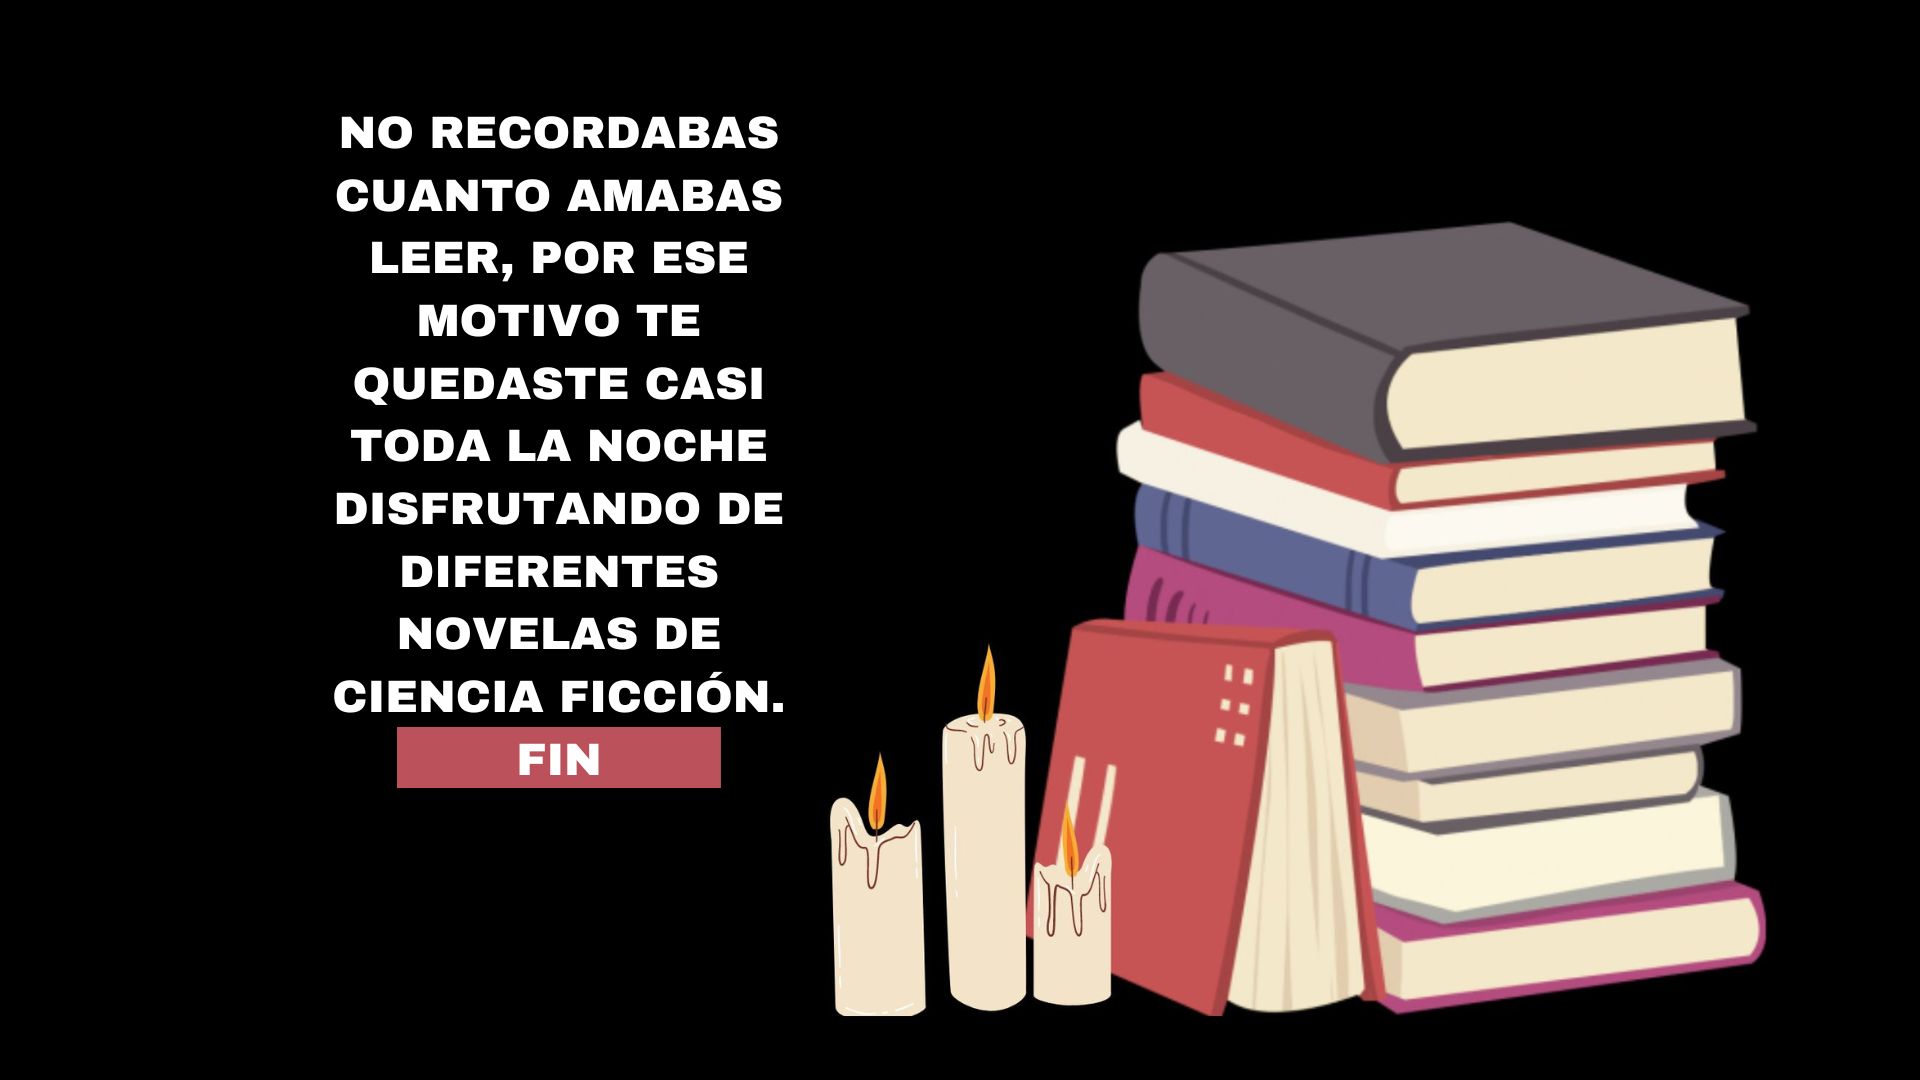 NO RECORDABAS
CUANTO AMABAS
LEER, POR ESE
MOTIVO TE
QUEDASTE CASI
TODA LA NOCHE
DISFRUTANDO DE
DIFERENTES
NOVELAS DE
CIENCIA FICCIÓN.
FIN